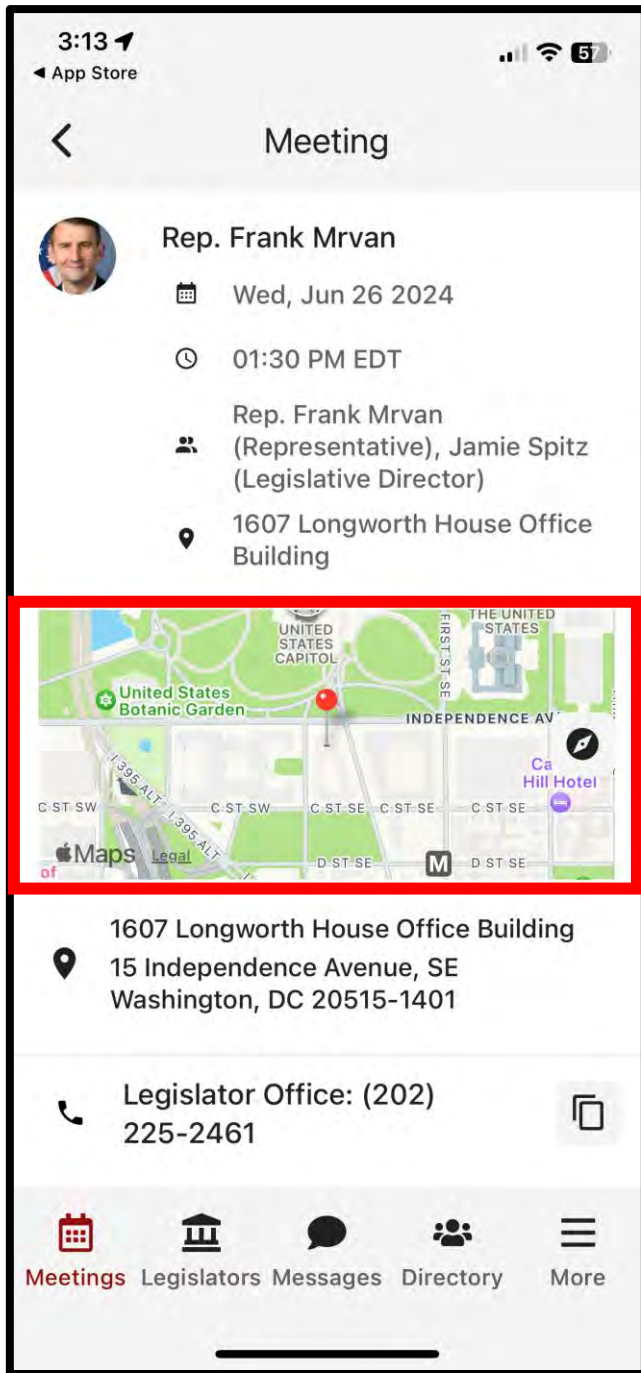 3:13
57
◀ App Store
Meeting
Rep. Frank Mrvan
Wed, Jun 26 2024
01:30 PM EDT
Rep. Frank Mrvan
(Representative), Jamie Spitz
(Legislative Director)
1607 Longworth House Office
Building
UNITED
STATES
CAPITOL
FIRST ST SE
THE UNITED
STATES
United States
Botanic Garden
INDEPENDENCE AV
Ca
Hill Hotel
I 395 ALT
I 395 ALT
C ST SW
C ST SW
C ST SE
C ST SE
C ST SE
Maps
Legal
D ST SE
M
D ST SE
of
1607 Longworth House Office Building
15 Independence Avenue, SE
Washington, DC 20515-1401
Legislator Office: (202)
225-2461
Meetings
Legislators
Messages
Directory
More